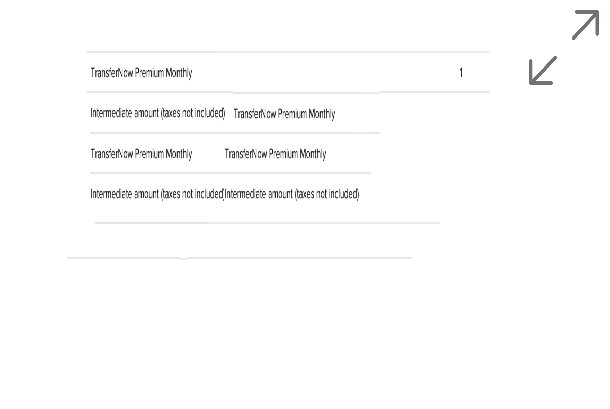 TransferNow Premium Monthly 1
Intermediate amount (taxes not included) TransferNow Premium Monthly
TransferNow Premium Monthly TransferNow Premium Monthly
Intermediate amount (taxes not included) Intermediate amount (taxes not included)